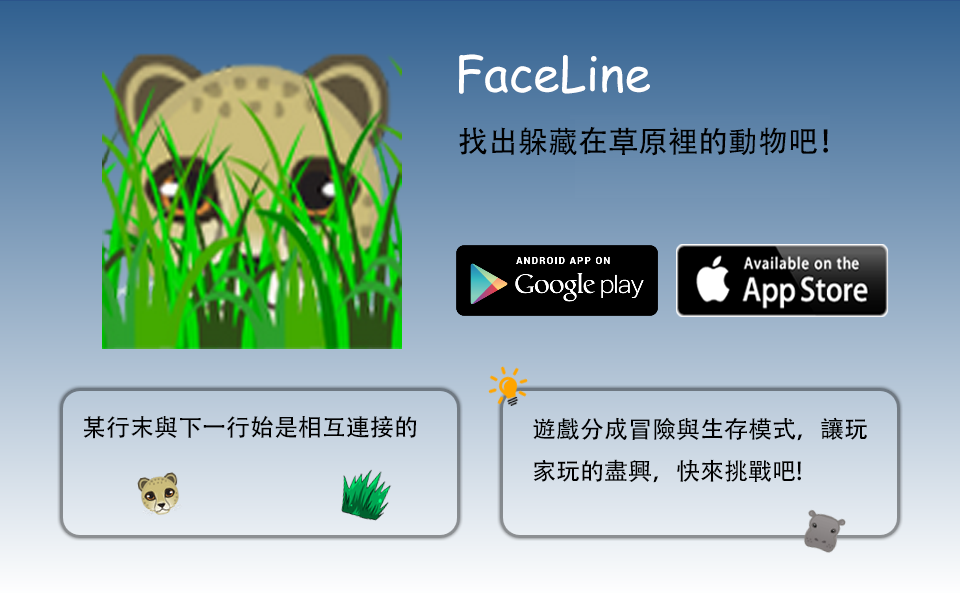 FaceLine
找出躲藏在草原裡的動物吧!
ANDROID APP ON
Google play
Available on the
App Store
某行末與下一行始是相互連接的
遊戲分成冒險與生存模式，讓玩
家玩的盡興，快來挑戰吧!